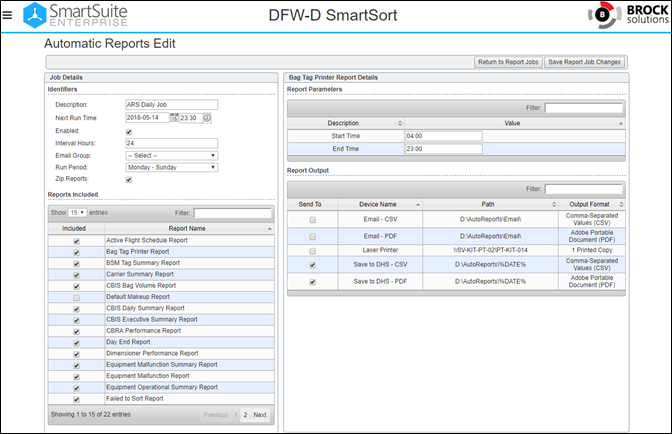 SmartSuite
ENTERPRISE
DFW-D SmartSort
BROCK
solutions
Automatic Reports Edit
Return to Report Jobs
Save Report Job Changes
Job Details
Identifiers
Description: ARS Daily Job
Next Run Time: 2018-05-14 23:30
Enabled:
Interval Hours: 24
Email Group: -- Select --
Run Period: Monday - Sunday
Zip Reports:
Reports Included
Show 15 entries Filter:
Included Report Name
Active Flight Schedule Report
Bag Tag Printer Report
BSM Tag Summary Report
Carrier Summary Report
CBIS Bag Volume Report
Default Makeup Report
CBIS Daily Summary Report
CBIS Executive Summary Report
CBRA Performance Report
Day End Report
Dimensioner Performance Report
Equipment Malfunction Summary Report
Equipment Malfunction Report
Equipment Operational Summary Report
Failed to Sort Report
Showing 1 to 15 of 22 entries Previous 1 2 Next
Bag Tag Printer Report Details
Report Parameters
Filter:
Description Value
Start Time 04:00
End Time 23:00
Report Output
Filter:
Send To Device Name Path Output Format
Email - CSV D:\AutoReports\Email\ Comma-Separated
Values (CSV)
Email - PDF D:\AutoReports\Email\ Adobe Portable
Document (PDF)
Laser Printer \\SV-KIT-PT-02\PT-KIT-014 1 Printed Copy
Save to DHS - CSV D:\AutoReports\%DATE% Comma-Separated
Values (CSV)
Save to DHS - PDF D:\AutoReports\%DATE% Adobe Portable
Document (PDF)